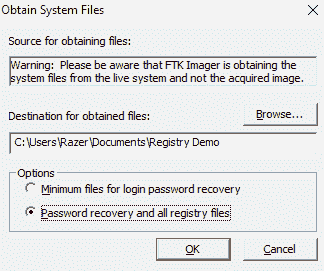 Obtain System Files
Source for obtaining files:
Warning:  Please be aware that FTK Imager is obtaining the
system files from the live system and not the acquired image.
Destination for obtained files:
Browse...
C:\Users\Razer\Documents\Registry Demo
Options
Minimum files for login password recovery
Password recovery and all registry files
OK
Cancel